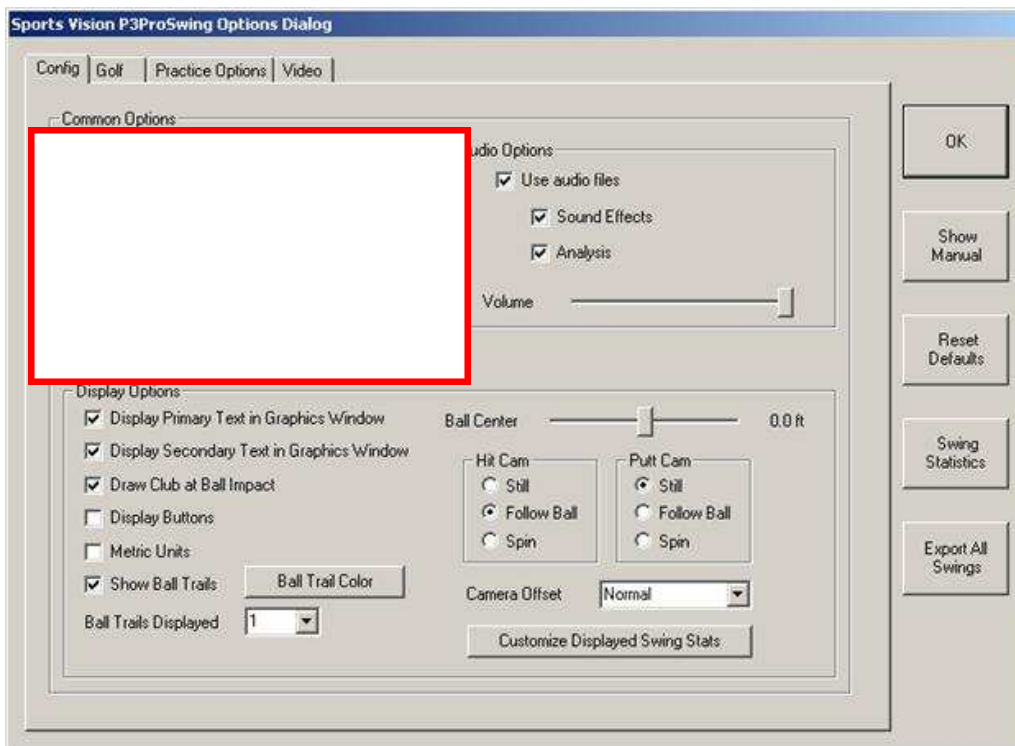 Sports Vision P3ProSwing Options Dialog
Config Golf Practice Options Video
Common Options
udio Options
Use audio files
Sound Effects
Analysis
Volume
Display Options
Display Primary Text in Graphics Window
Display Secondary Text in Graphics Window
Draw Club at Ball Impact
Display Buttons
Metric Units
Show Ball Trails
Ball Trail Color
Ball Trails Displayed 1
Ball Center 0.0 ft
Hit Cam
Still
Follow Ball
Spin
Putt Cam
Still
Follow Ball
Spin
Camera Offset Normal
Customize Displayed Swing Stats
OK
Show
Manual
Reset
Defaults
Swing
Statistics
Export All
Swings